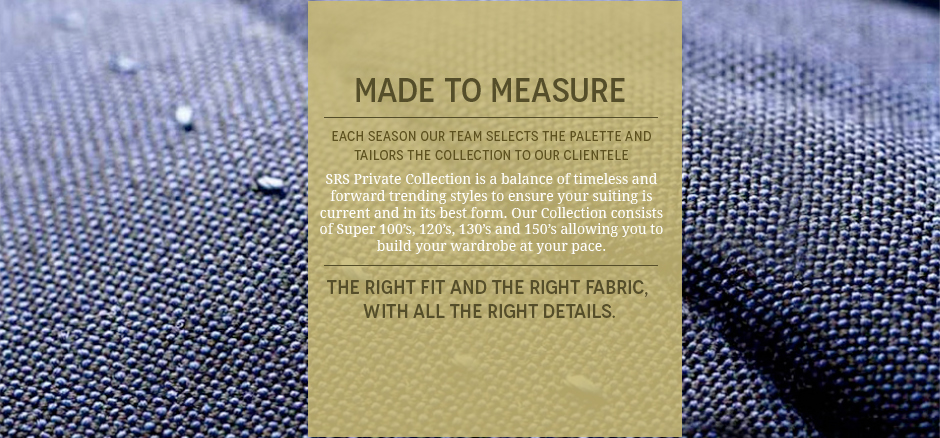 MADE TO MEASURE
EACH SEASON OUR TEAM SELECTS THE PALETTE AND
TAILORS THE COLLECTION TO OUR CLIENTELE
SRS Private Collection is a balance of timeless and
forward trending styles to ensure your suiting is
current and in its best form. Our Collection consists
of Super 100's, 120's, 130's and 150's allowing you to
build your wardrobe at your pace.
THE RIGHT FIT AND THE RIGHT FABRIC,
WITH ALL THE RIGHT DETAILS.